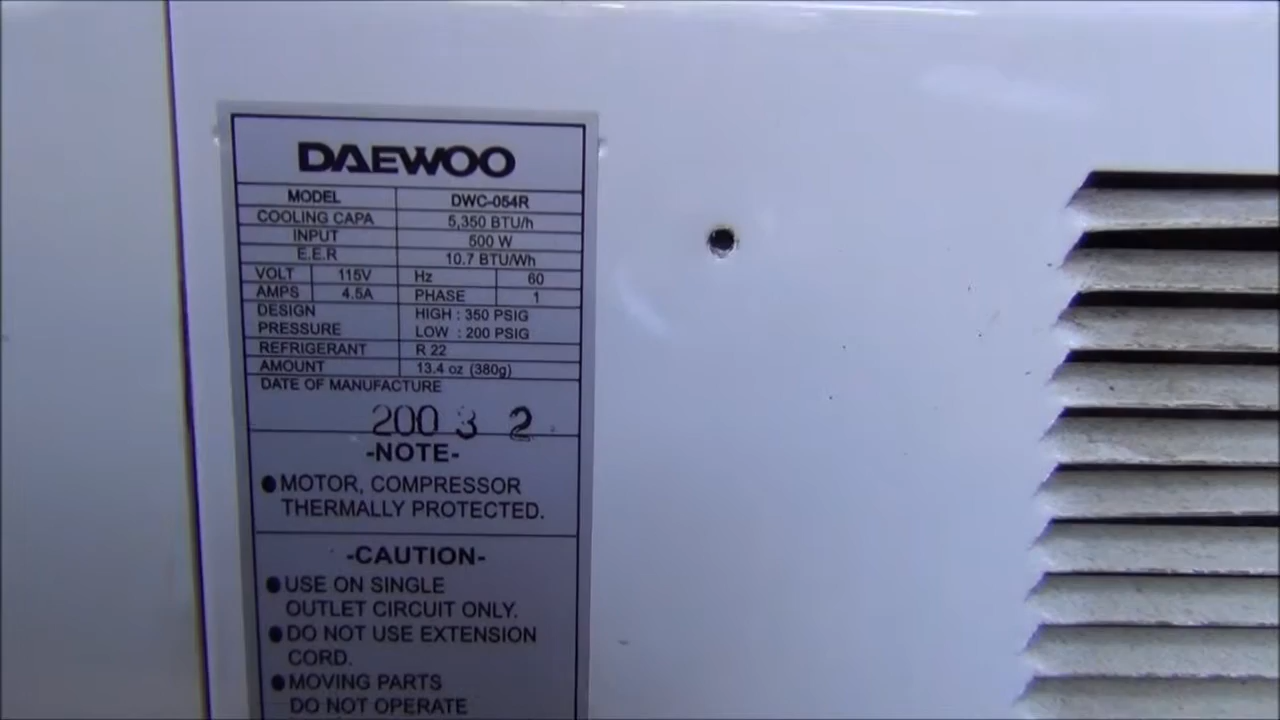 DAEWOO
MODEL DWC-054R
COOLING CAPA 5,350 BTU/h
INPUT 500 W
E.E.R 10.7 BTU/Wh
VOLT 115V Hz 60
AMPS 4.5A PHASE 1
DESIGN HIGH : 350 PSIG
PRESSURE LOW : 200 PSIG
REFRIGERANT R 22
AMOUNT 13.4 oz (380g)
DATE OF MANUFACTURE
200 3 2
-NOTE-
● MOTOR, COMPRESSOR
THERMALLY PROTECTED.
-CAUTION-
● USE ON SINGLE
OUTLET CIRCUIT ONLY.
● DO NOT USE EXTENSION
CORD.
● MOVING PARTS
DO NOT OPERATE